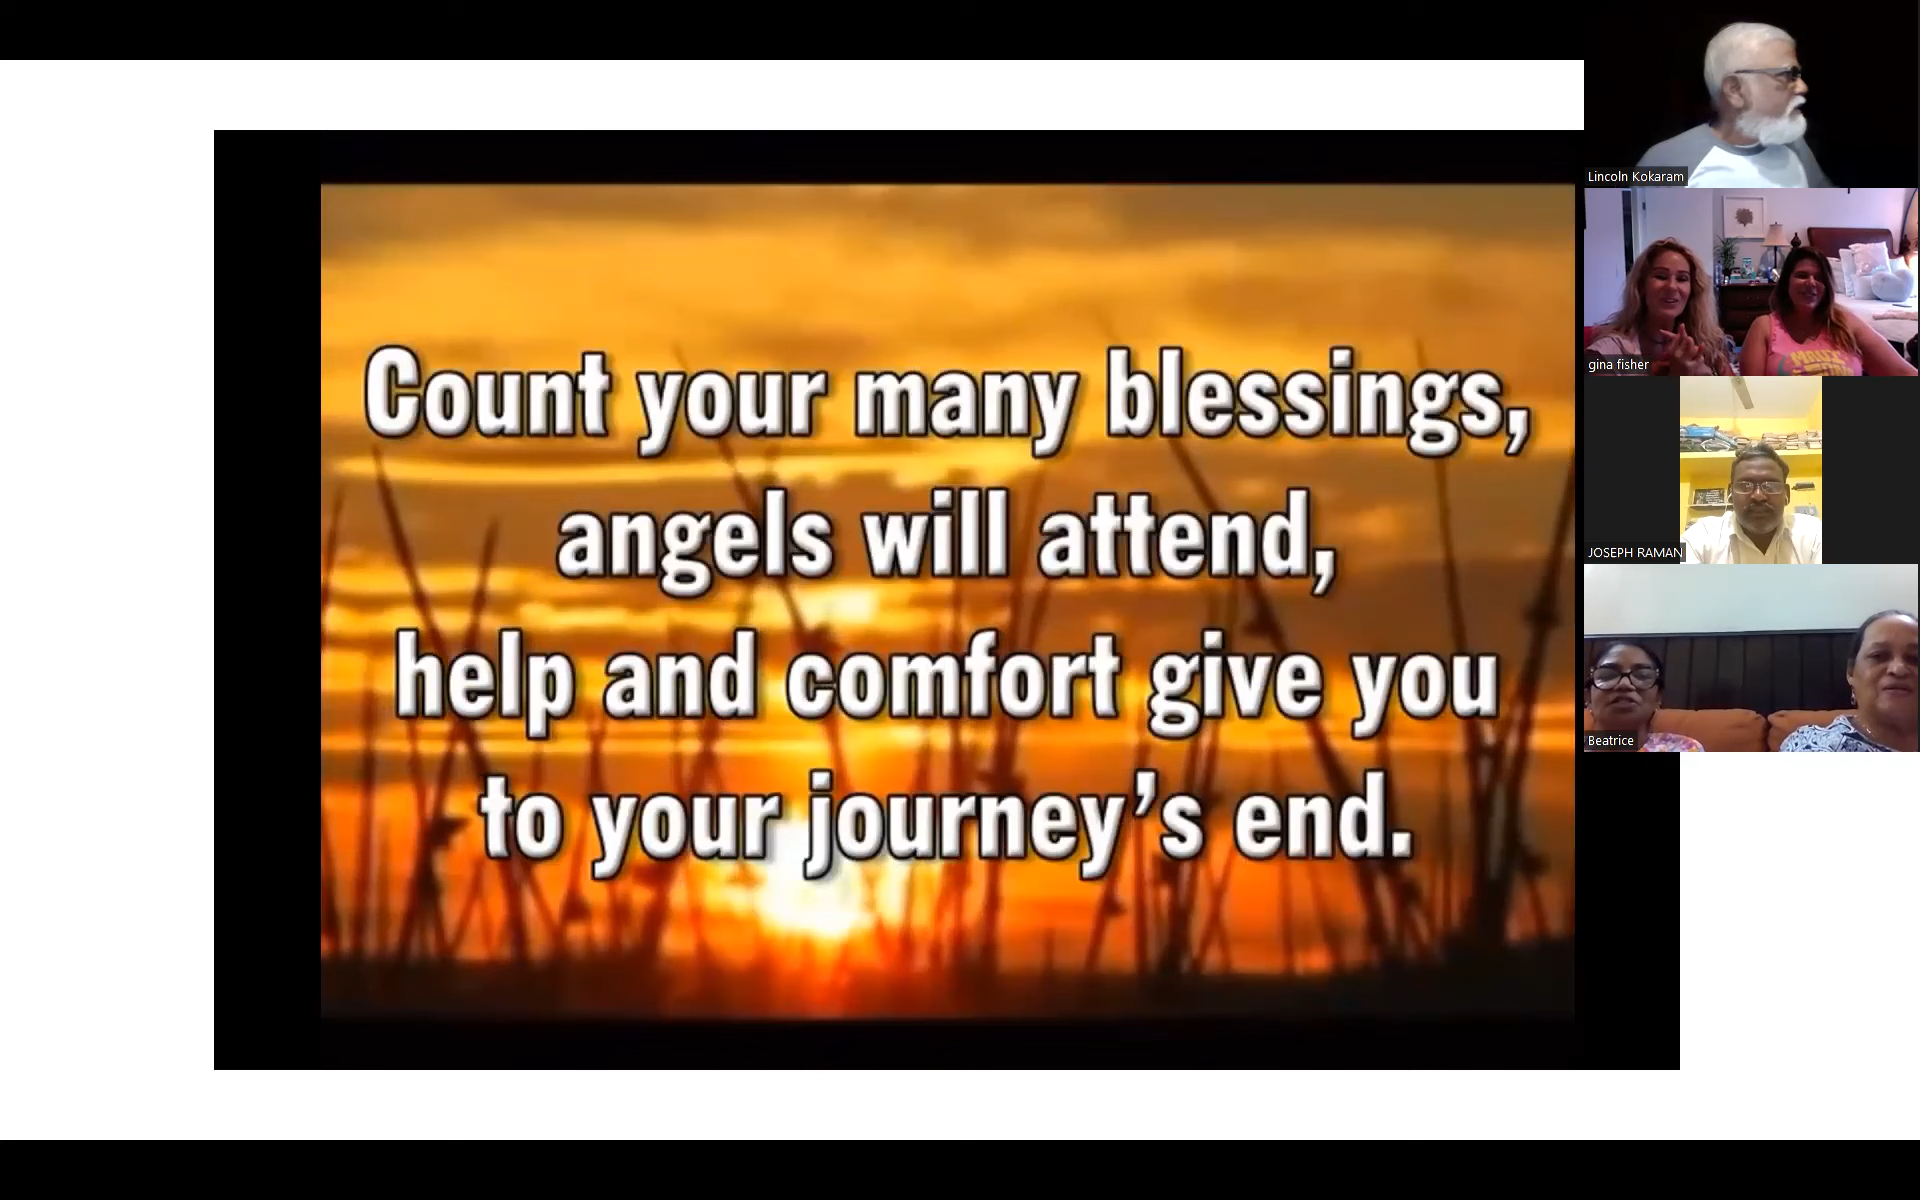 Count your many blessings,
angels will attend,
help and comfort give you
to your journey's end.
Lincoln Kokaram
gina fisher
JOSEPH RAMAN
Beatrice